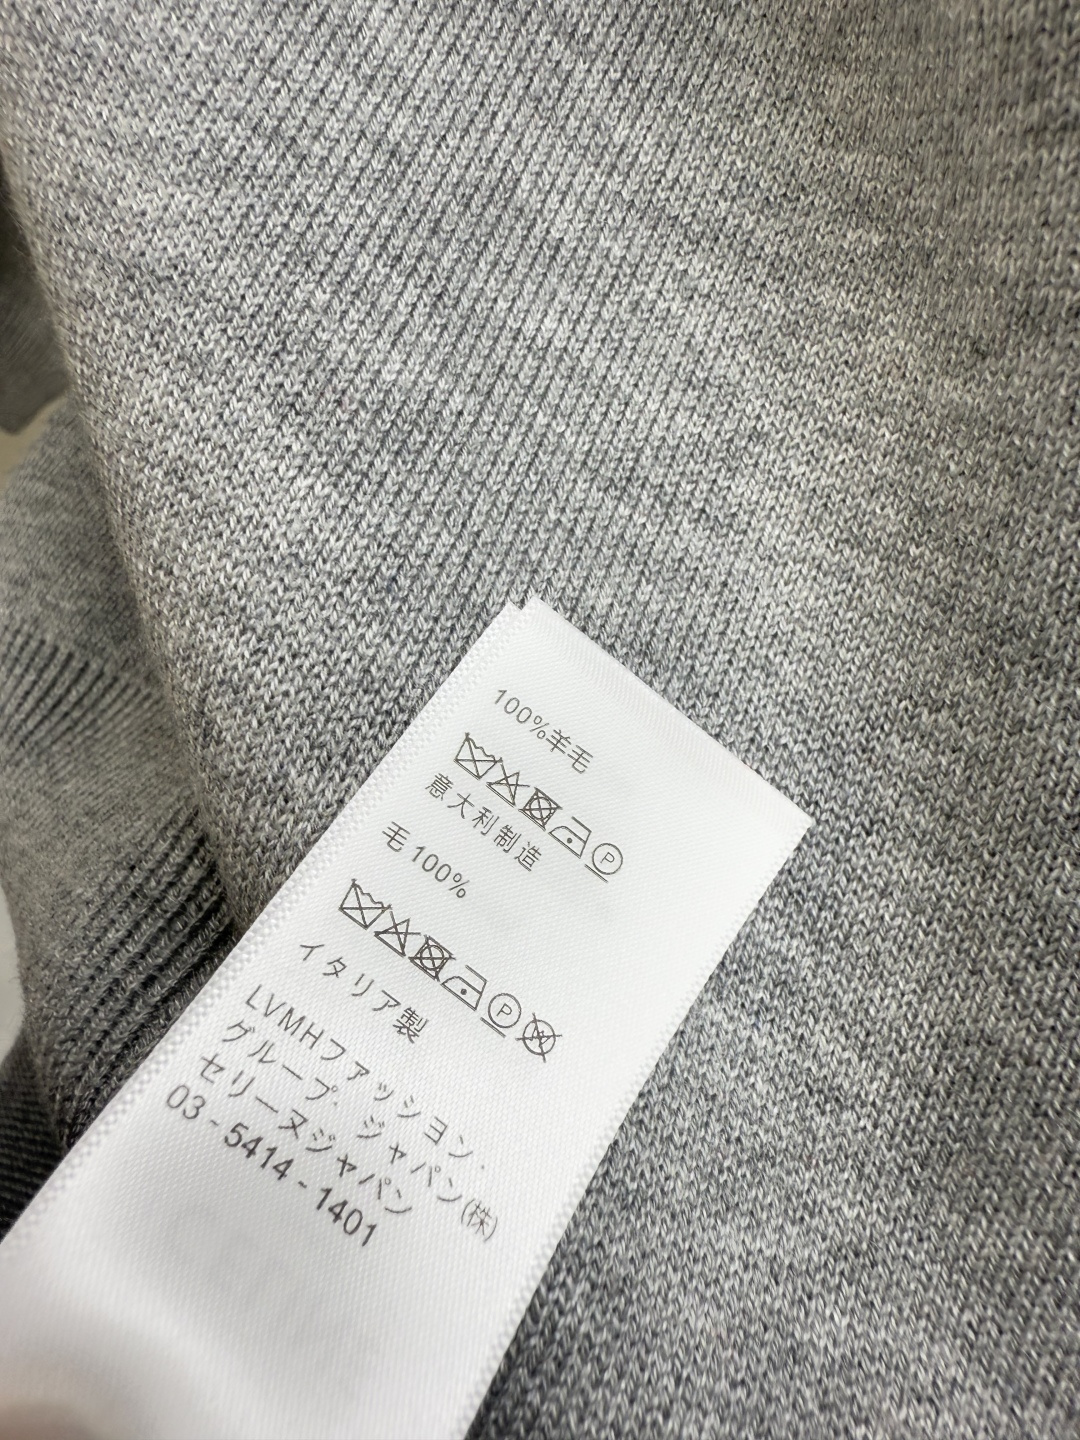 100%羊毛
P
意大利制造
毛 100%
P W
イタリア製
LVMHファッション.
グループ. ジャパン(株)
セリーヌジャパン
03 - 5414 - 1401